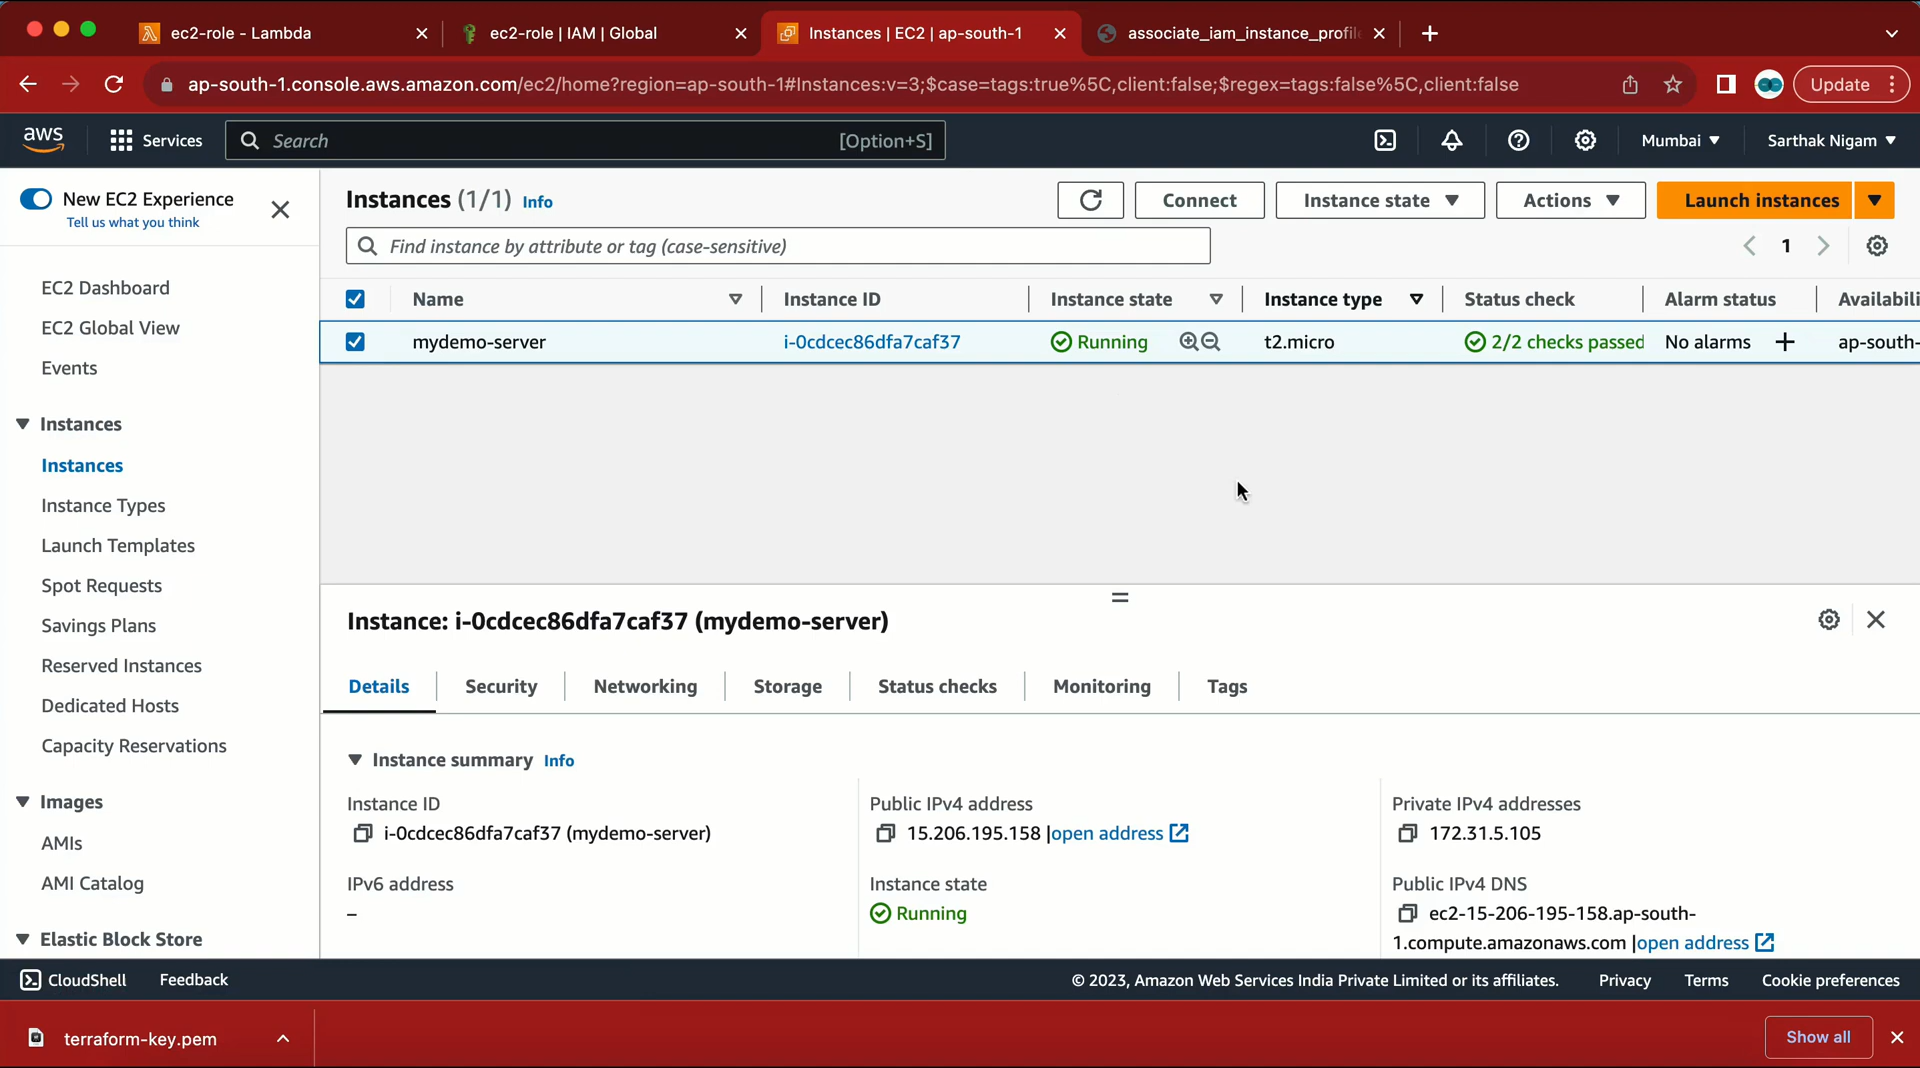 ec2-role - Lambda
ec2-role | IAM | Global
Instances | EC2 | ap-south-1
associate_iam_instance_profil
ap-south-1.console.aws.amazon.com/ec2/home?region=ap-south-1#Instances:v=3;$case=tags:true%5C,client:false;$regex=tags:false%5C,client:false
Update
aws
Services
Search
[Option+S]
Mumbai
Sarthak Nigam
New EC2 Experience
Tell us what you think
EC2 Dashboard
EC2 Global View
Events
Instances
Instances
Instance Types
Launch Templates
Spot Requests
Savings Plans
Reserved Instances
Dedicated Hosts
Capacity Reservations
Images
AMIs
AMI Catalog
Elastic Block Store
Instances (1/1) Info
Connect
Instance state
Actions
Launch instances
Find instance by attribute or tag (case-sensitive)
1
Name
Instance ID
Instance state
Instance type
Status check
Alarm status
Availabili
mydemo-server
i-0cdcec86dfa7caf37
Running
t2.micro
2/2 checks passed
No alarms
ap-south-
Instance: i-0cdcec86dfa7caf37 (mydemo-server)
Details
Security
Networking
Storage
Status checks
Monitoring
Tags
Instance summary Info
Instance ID
i-0cdcec86dfa7caf37 (mydemo-server)
Public IPv4 address
15.206.195.158 |open address
Private IPv4 addresses
172.31.5.105
IPv6 address
–
Instance state
Running
Public IPv4 DNS
ec2-15-206-195-158.ap-south-
1.compute.amazonaws.com |open address
CloudShell
Feedback
© 2023, Amazon Web Services India Private Limited or its affiliates.
Privacy
Terms
Cookie preferences
terraform-key.pem
Show all